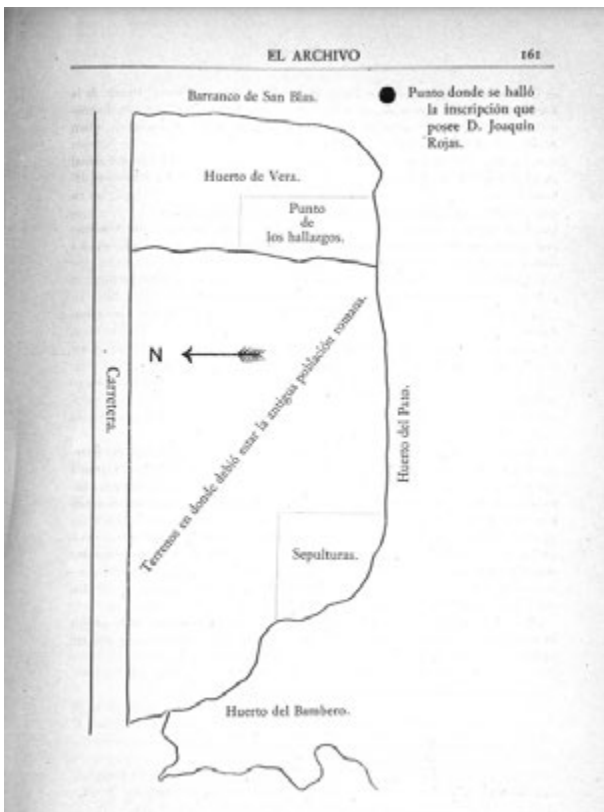 EL ARCHIVO 161
Barranco de San Blas.
Punto donde se halló
la inscripción que
posee D. Joaquín
Rojas.
Huerto de Vera.
Punto
de
los hallazgos.
N
Carretera.
Terrenos en donde debió estar la antigua población romana.
Huerto del Pato.
Sepulturas.
Huerto del Bambero.